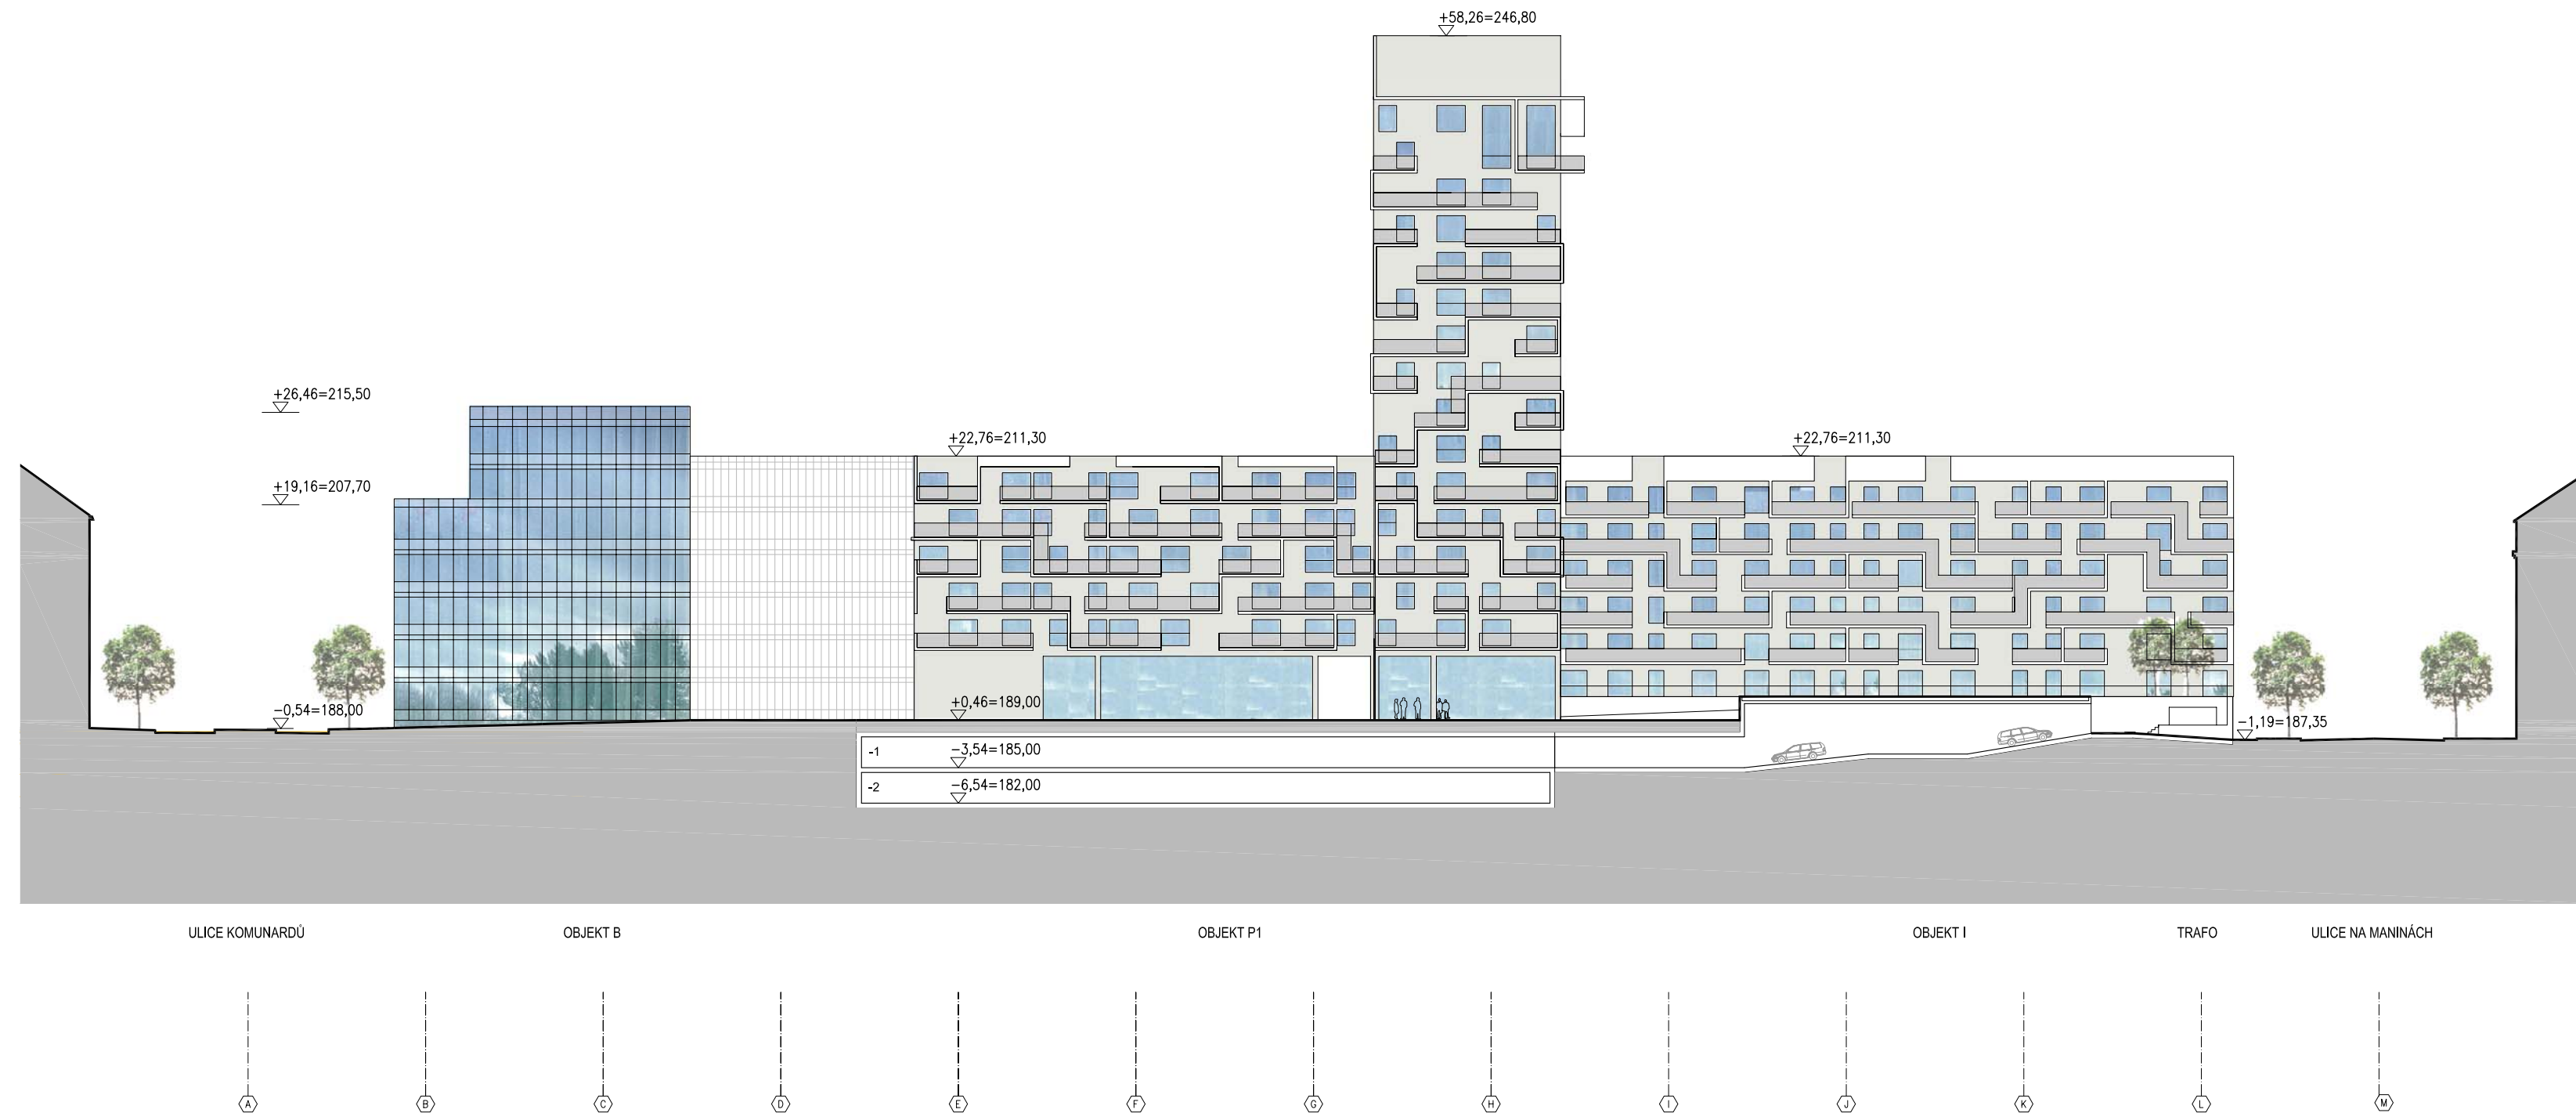 +58,26=246,80
+26,46=215,50
+22,76=211,30
+22,76=211,30
+19,16=207,70
+0,46=189,00
−0,54=188,00
−1,19=187,35
-1
−3,54=185,00
-2
−6,54=182,00
ULICE KOMUNARDŮ
OBJEKT B
OBJEKT P1
OBJEKT I
TRAFO
ULICE NA MANINÁCH
A
B
C
D
E
F
G
H
I
J
K
L
M